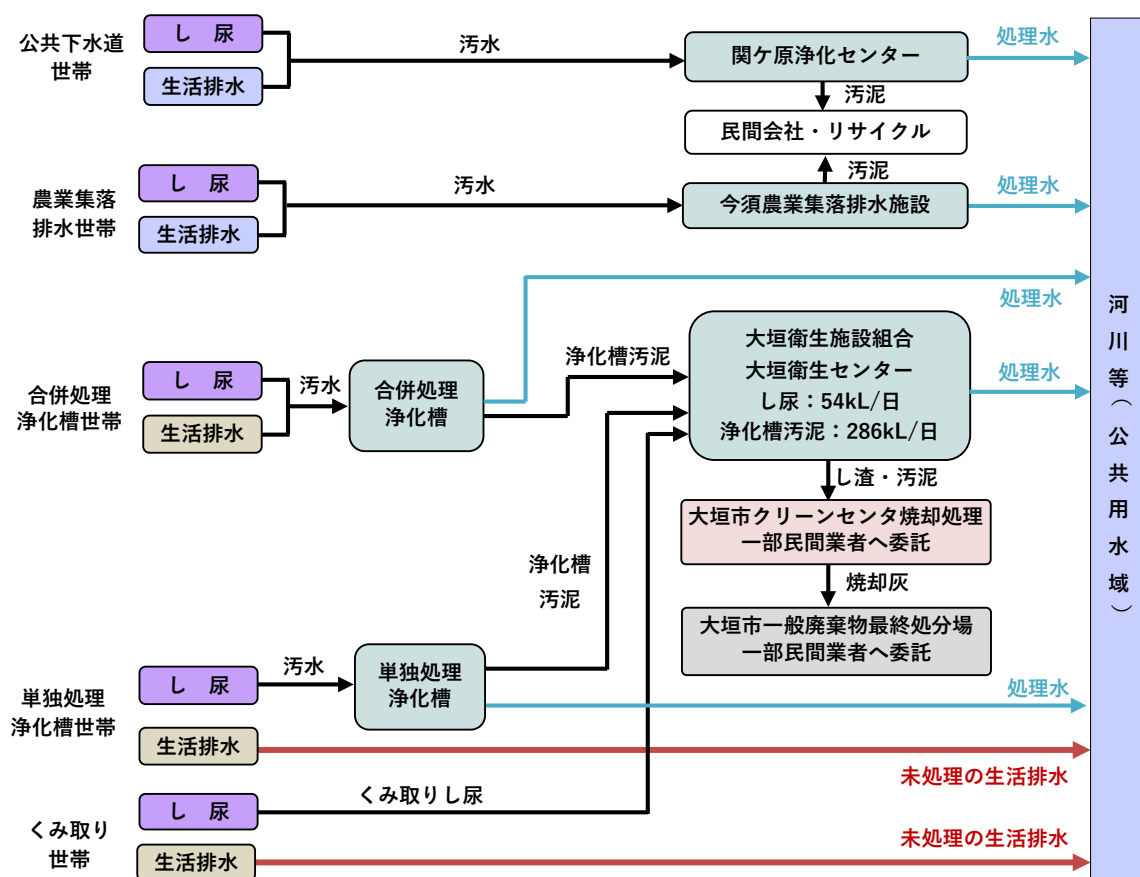 公共下水道
世帯
し 尿
生活排水
汚水
関ケ原浄化センター
処理水
汚泥
民間会社・リサイクル
農業集落
排水世帯
し 尿
生活排水
汚水
汚泥
今須農業集落排水施設
処理水
処理水
合併処理
浄化槽世帯
し 尿
生活排水
汚水
合併処理
浄化槽
浄化槽汚泥
大垣衛生施設組合
大垣衛生センター
し尿：54kL/日
浄化槽汚泥：286kL/日
処理水
し渣・汚泥
大垣市クリーンセンタ焼却処理
一部民間業者へ委託
焼却灰
大垣市一般廃棄物最終処分場
一部民間業者へ委託
浄化槽
汚泥
単独処理
浄化槽世帯
し 尿
汚水
単独処理
浄化槽
処理水
生活排水
未処理の生活排水
くみ取り
世帯
し 尿
くみ取りし尿
生活排水
未処理の生活排水
河川等（公共用水域）